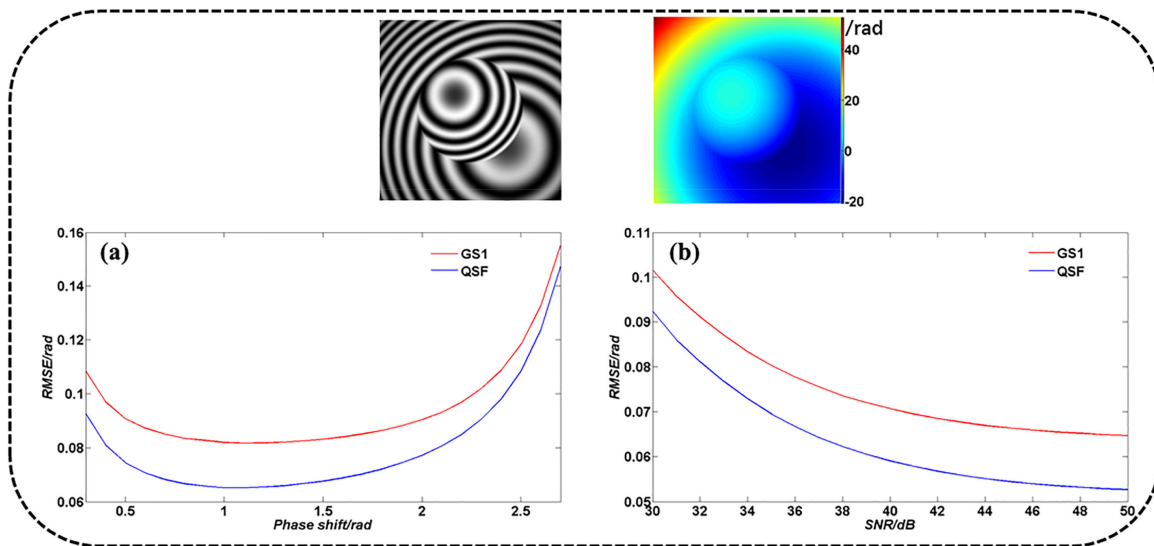 /rad
40
20
0
-20
(a)
GS1
QSF
0.16
0.14
0.12
0.1
0.08
0.06
RMSE/rad
0.5 1 1.5 2 2.5
Phase shift/rad
(b)
GS1
QSF
0.11
0.1
0.09
0.08
0.07
0.06
0.05
RMSE/rad
30 32 34 36 38 40 42 44 46 48 50
SNR/dB